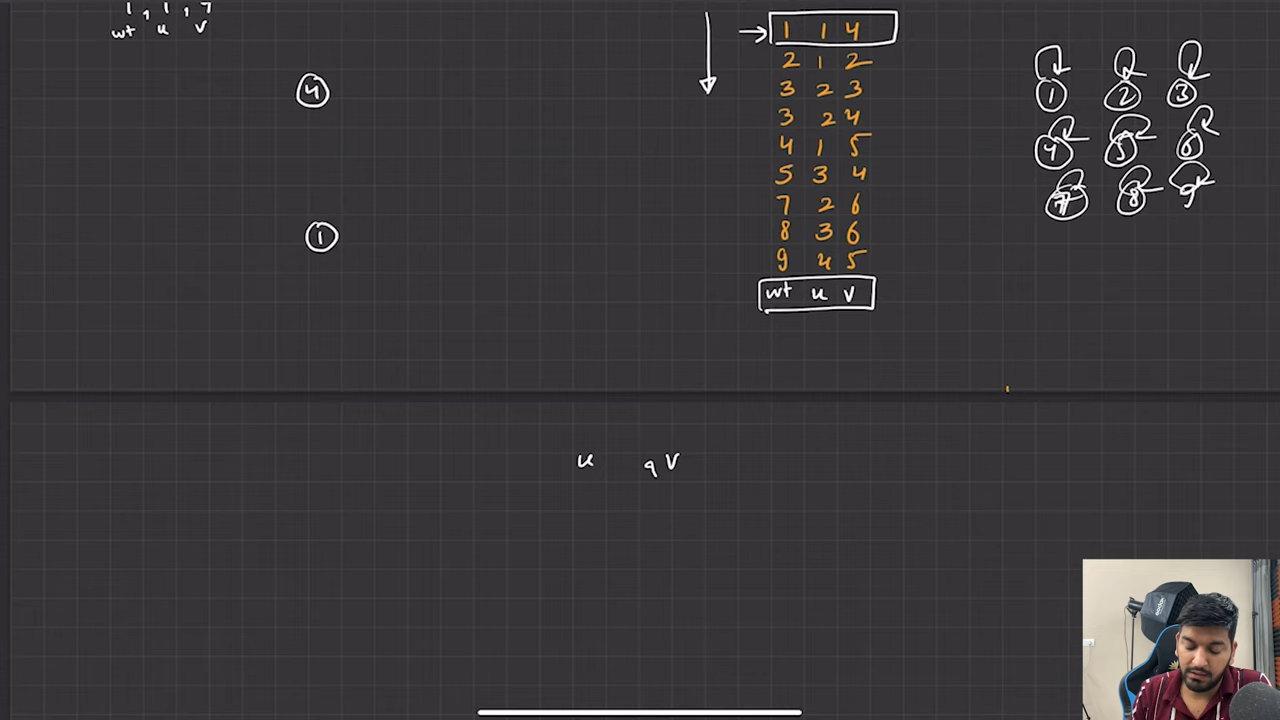 1 , 1 , 4
wt u v
4
1
1 1 4
2 1 2
3 2 3
3 2 4
4 1 5
5 3 4
7 2 6
8 3 6
9 4 5
wt u v
1 2 3
4 5 6
7 8 9
u , v